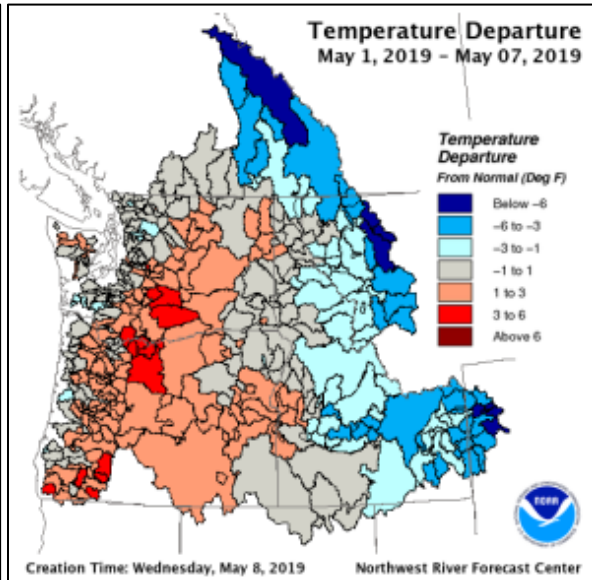 Temperature Departure
May 1, 2019 - May 07, 2019
Temperature
Departure
From Normal (Deg F)
Below -6
-6 to -3
-3 to -1
-1 to 1
1 to 3
3 to 6
Above 6
NOAA
Creation Time: Wednesday, May 8, 2019
Northwest River Forecast Center